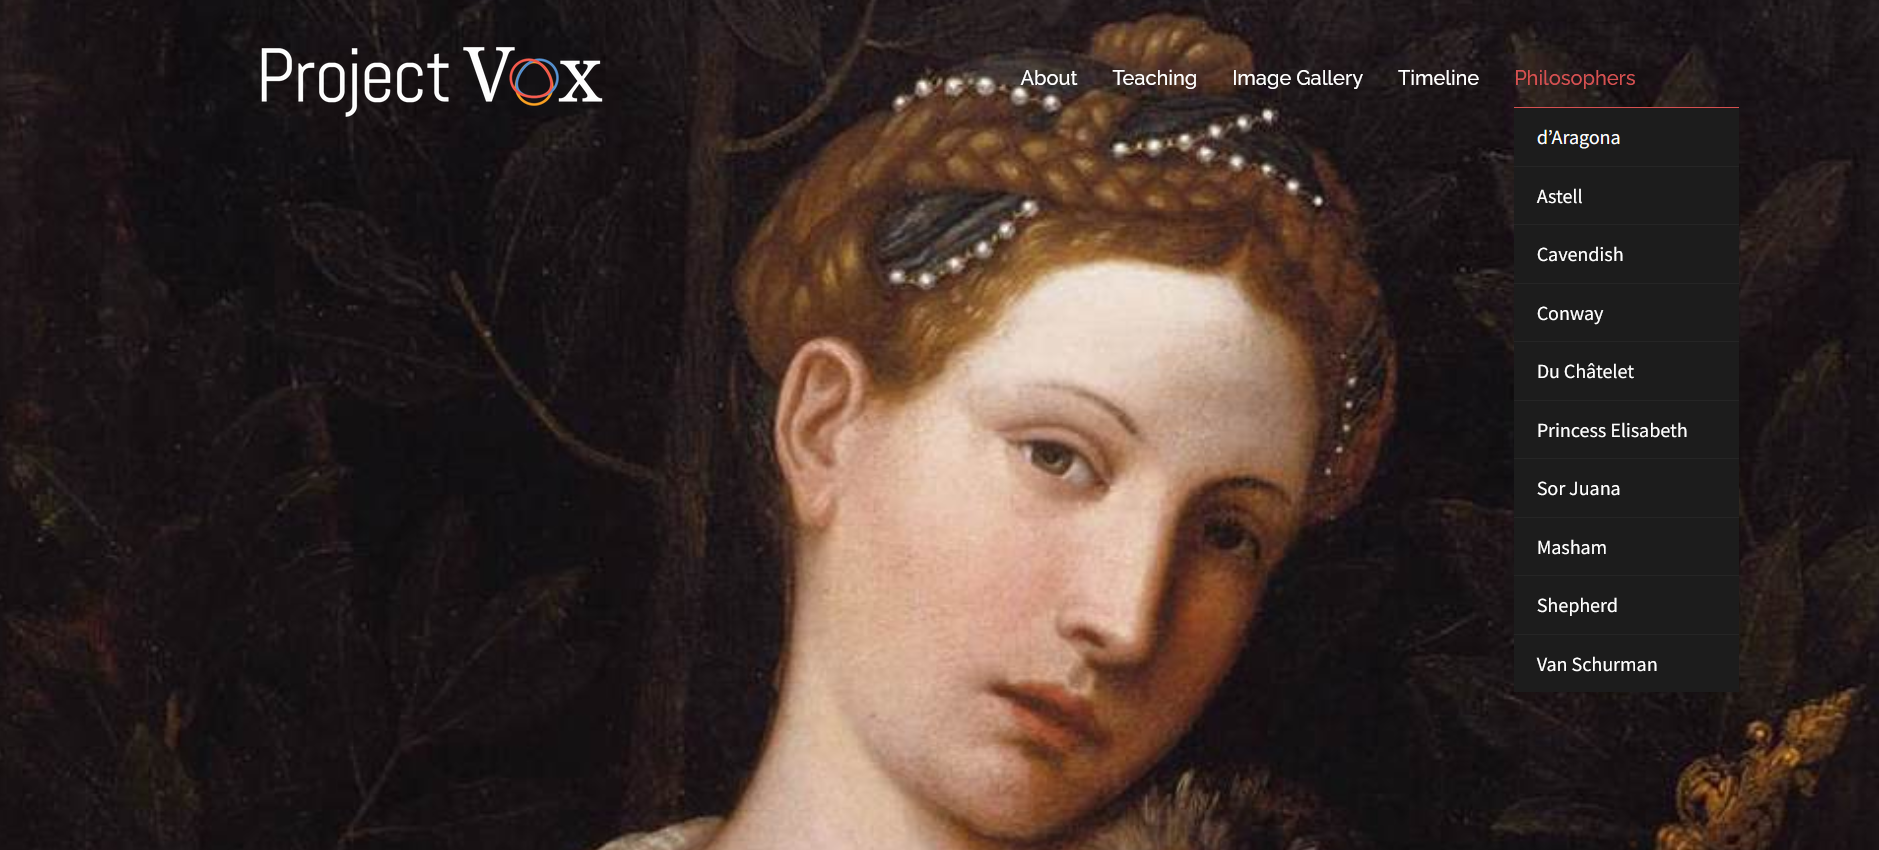 Project Vox
About Teaching Image Gallery Timeline Philosophers
d’Aragona
Astell
Cavendish
Conway
Du Châtelet
Princess Elisabeth
Sor Juana
Masham
Shepherd
Van Schurman